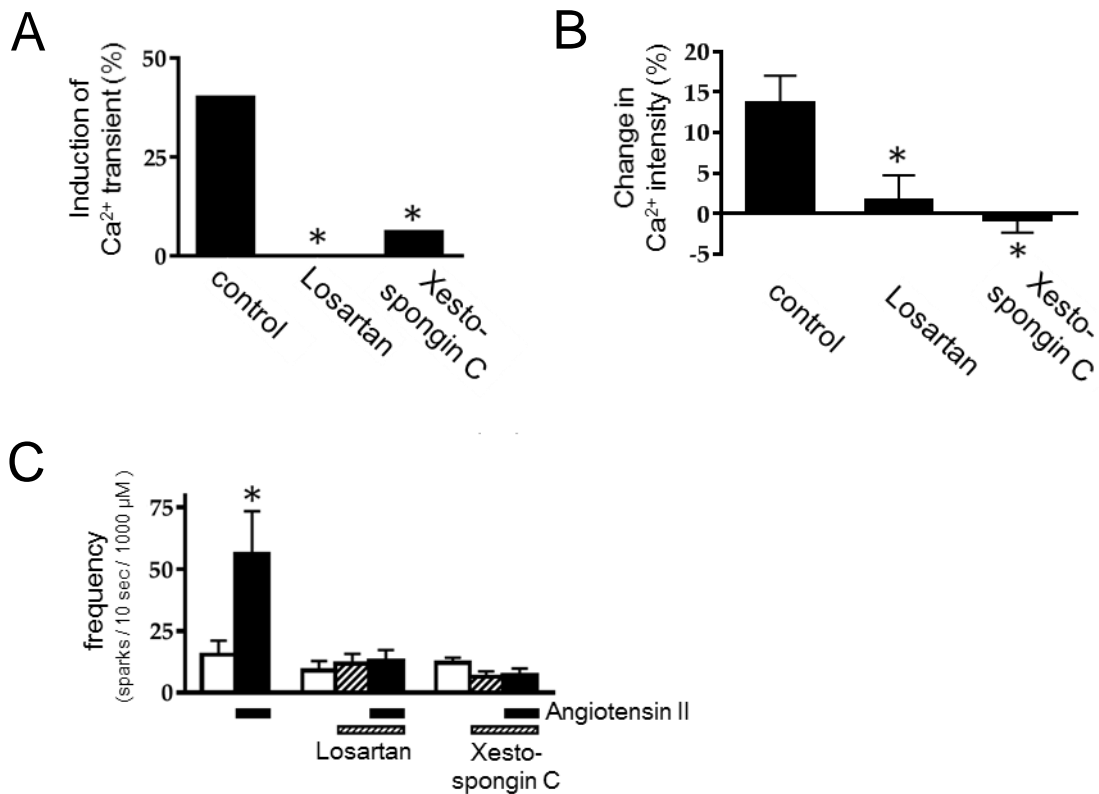 A
Induction of
Ca²⁺ transient (%)
50
25
0
*
*
control
Losartan
Xesto-
spongin C
B
Change in
Ca²⁺ intensity (%)
20
15
10
5
0
-5
*
*
control
Losartan
Xesto-
spongin C
C
frequency
(sparks / 10 sec / 1000 µM )
75
50
25
0
*
Angiotensin II
Losartan
Xesto-
spongin C